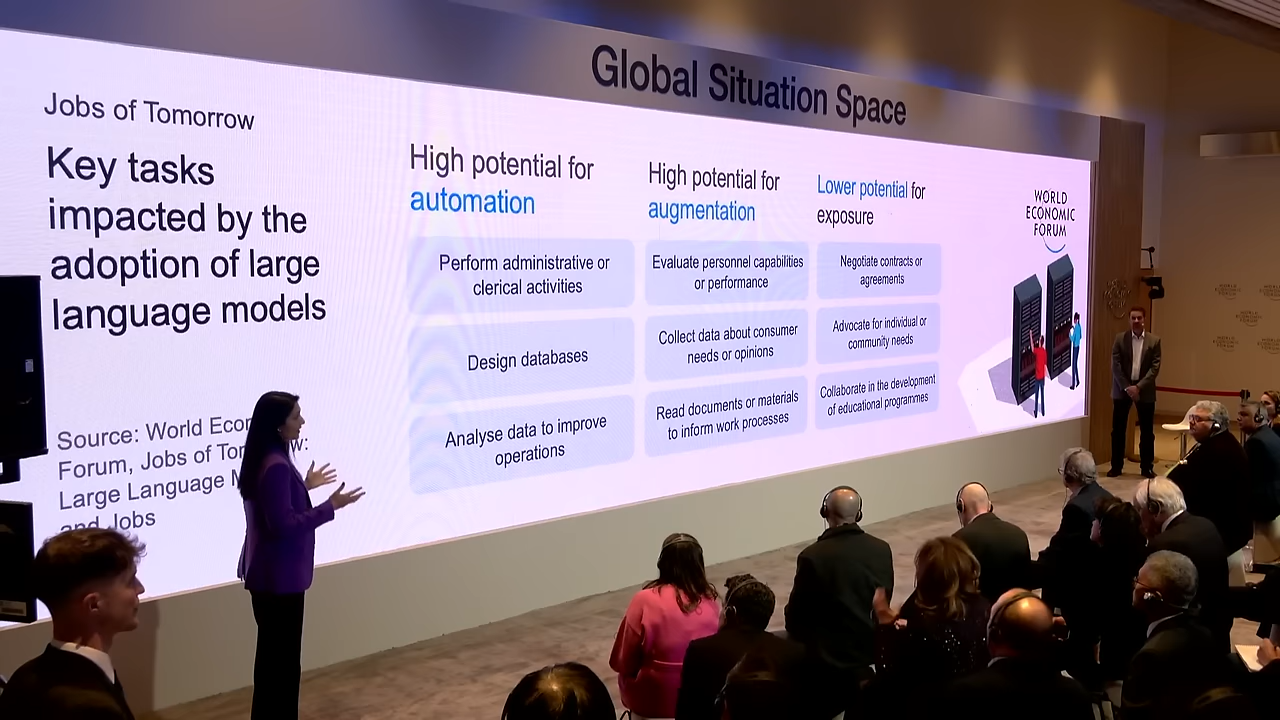 Global Situation Space
Jobs of Tomorrow
Key tasks
impacted by the
adoption of large
language models
Source: World Econ
Forum, Jobs of To w:
Large Language M
and Jobs
High potential for
automation
Perform administrative or
clerical activities
Design databases
Analyse data to improve
operations
High potential for
augmentation
Evaluate personnel capabilities
or performance
Collect data about consumer
needs or opinions
Read documents or materials
to inform work processes
Lower potential for
exposure
Negotiate contracts or
agreements
Advocate for individual or
community needs
Collaborate in the development
of educational programmes
WORLD
ECONOMIC
FORUM